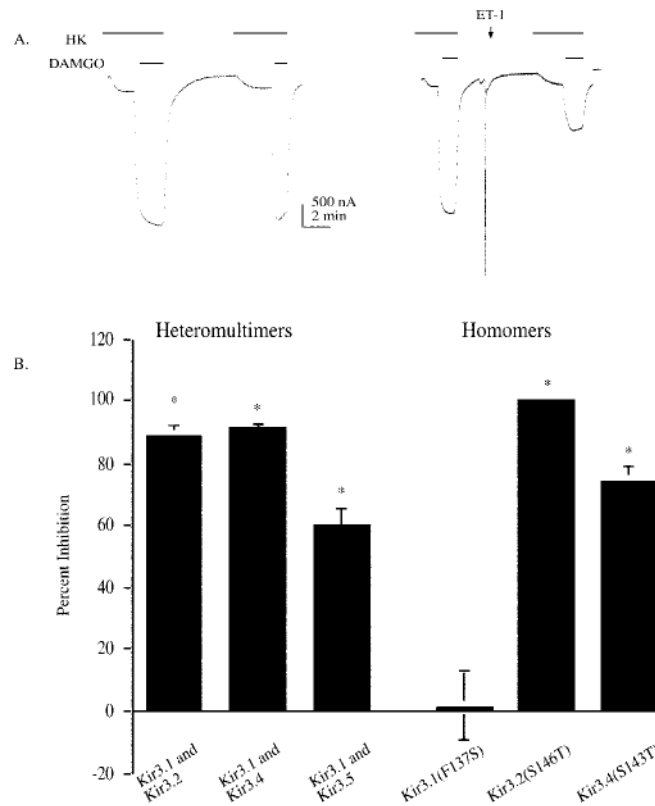 ET-1
A.
HK
DAMGO
500 nA
2 min
B.
Heteromultimers
Homomers
120
100
80
60
40
20
0
-20
Percent Inhibition
*
*
*
*
*
Kir3.1 and
Kir3.2
Kir3.1 and
Kir3.4
Kir3.1 and
Kir3.5
Kir3.1(F137S)
Kir3.2(S146T)
Kir3.4(S143T)